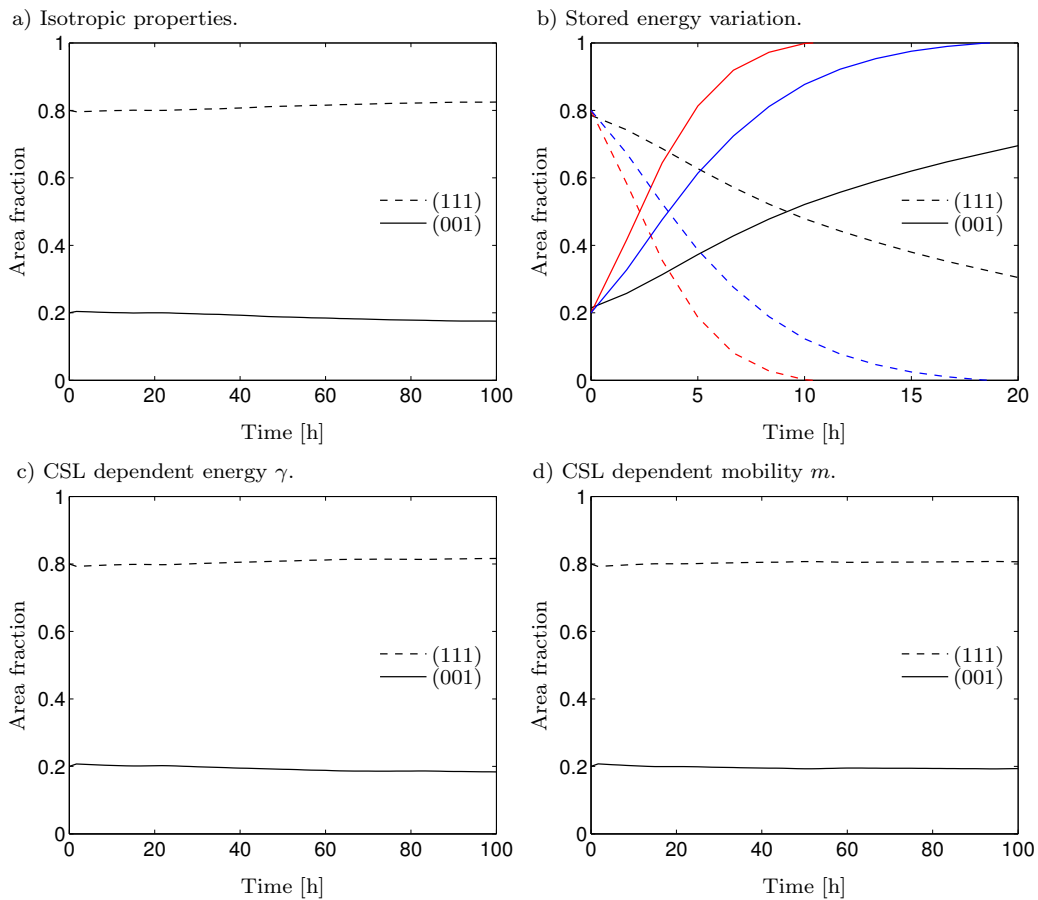 a) Isotropic properties.
1
0.8
0.6
0.4
0.2
0
Area fraction
(111)
(001)
0 20 40 60 80 100
Time [h]
b) Stored energy variation.
1
0.8
0.6
0.4
0.2
0
Area fraction
(111)
(001)
0 5 10 15 20
Time [h]
c) CSL dependent energy γ.
1
0.8
0.6
0.4
0.2
0
Area fraction
(111)
(001)
0 20 40 60 80 100
Time [h]
d) CSL dependent mobility m.
1
0.8
0.6
0.4
0.2
0
Area fraction
(111)
(001)
0 20 40 60 80 100
Time [h]